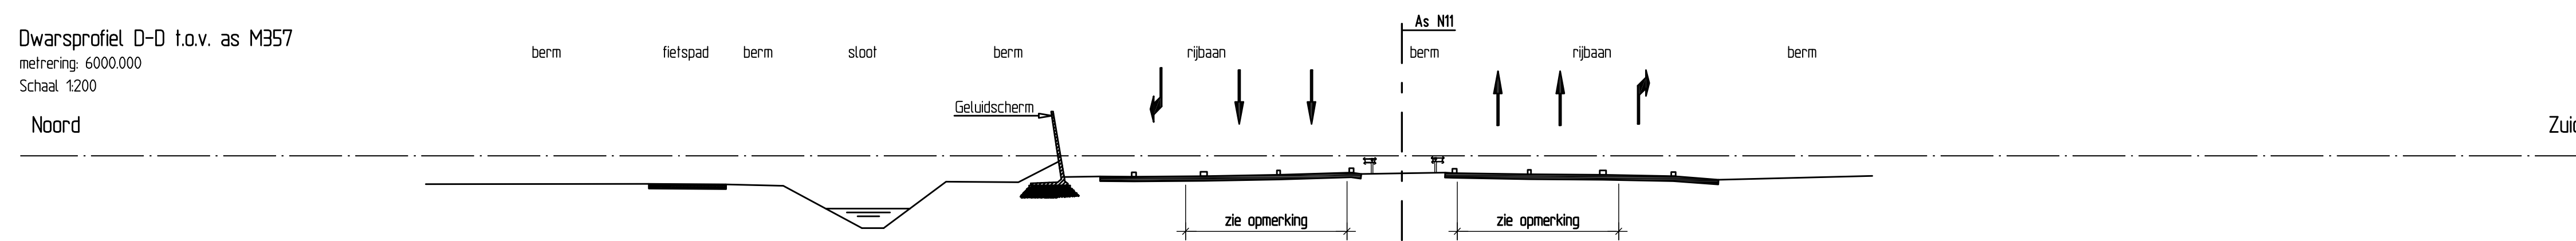 Dwarsprofiel D-D t.o.v. as M357
metrering: 6000.000
Schaal 1:200
Noord
berm
fietspad
berm
sloot
berm
rijbaan
As N11
berm
rijbaan
berm
Geluidscherm
Zuid
zie opmerking
zie opmerking